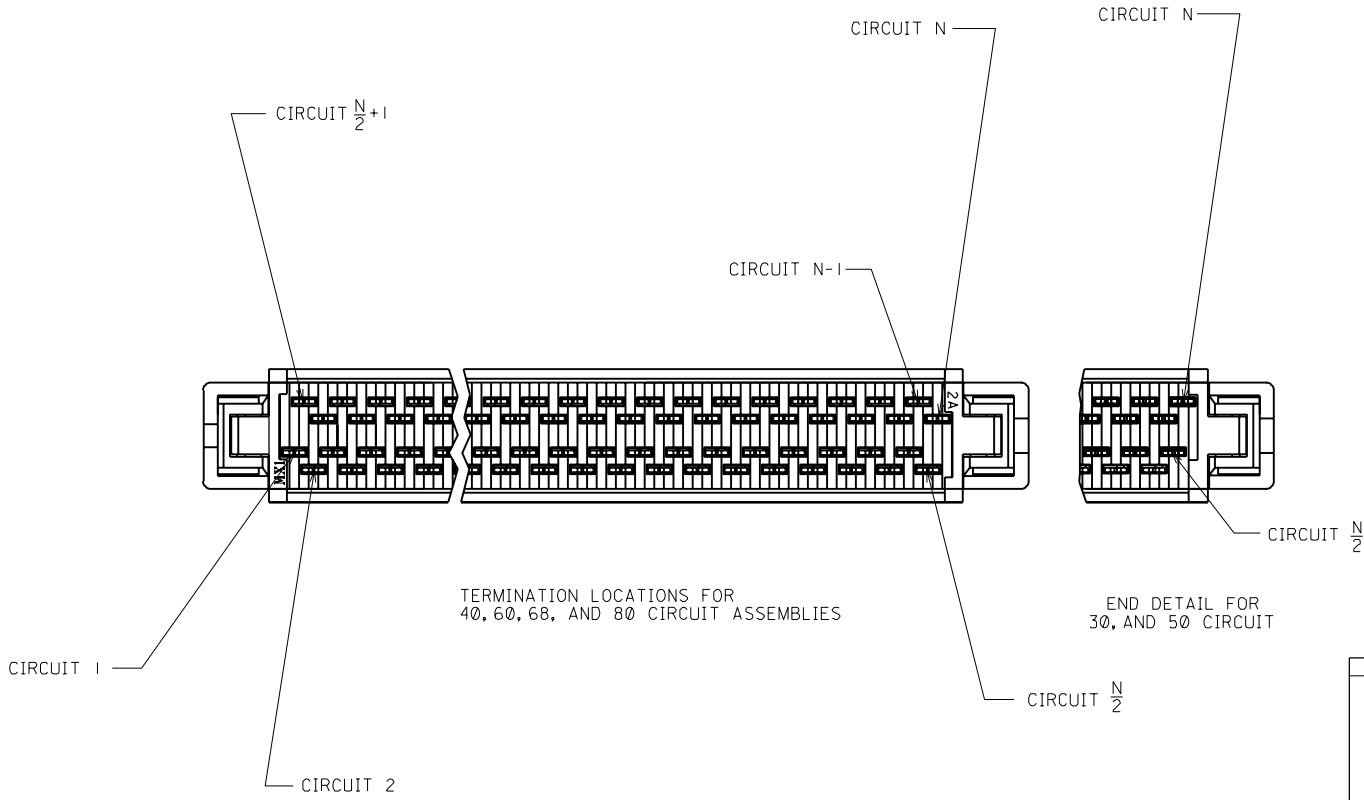 CIRCUIT N
CIRCUIT N
CIRCUIT N/2+1
CIRCUIT N-1
2A
MX1
CIRCUIT N/2
TERMINATION LOCATIONS FOR
40,60,68, AND 80 CIRCUIT ASSEMBLIES
END DETAIL FOR
30,AND 50 CIRCUIT
CIRCUIT 1
CIRCUIT N/2
CIRCUIT 2